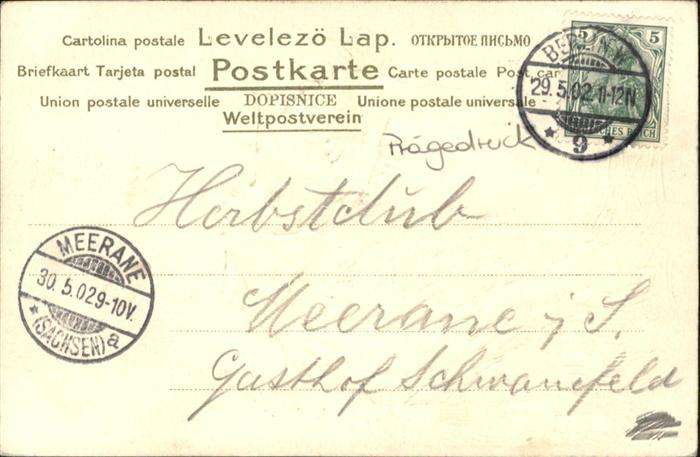 Cartolina postale Levelezö Lap. ОТКРЫТОЕ ПИСЬМО
Briefkaart Tarjeta postal Postkarte Carte postale Post car
Union postale universelle DOPISNICE Unione postale universale
Weltpostverein
5 5
REICH
BERLIN W.
29.5.02.11-12N
* 9 *
Prägedruck
Herbstclub
MEERANE
30.5.02 9-10V.
* (SACHSEN) a
Meerane i/S.
Gasthof Schwanefeld